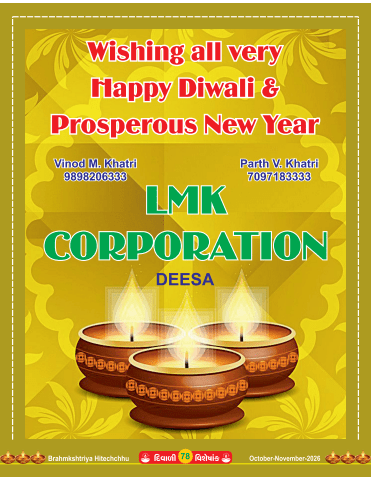 Wishing all very
Happy Diwali &
Prosperous New Year
Vinod M. Khatri
9898206333
Parth V. Khatri
7097183333
LMK
CORPORATION
DEESA
Brahmkshtriya Hitechchhu
દિવાળી 78 વિશેષાંક
October-November-2026